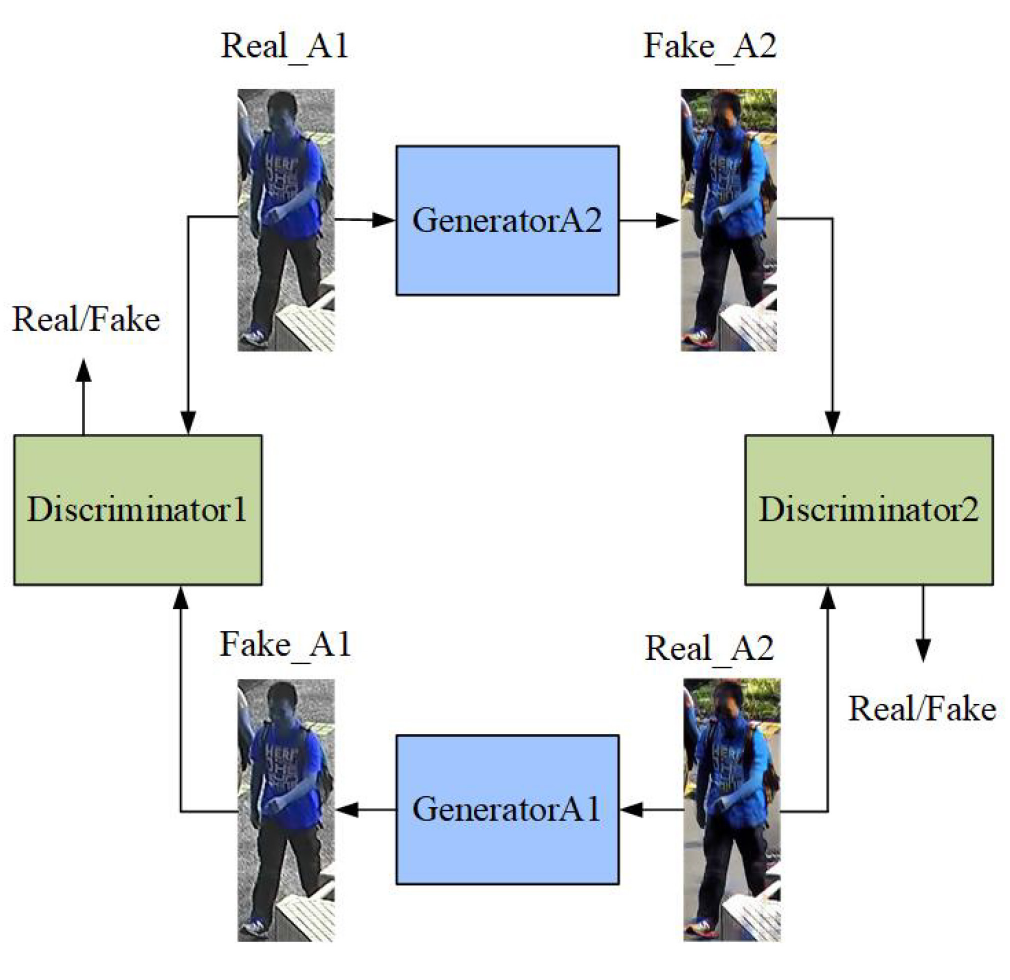 Real_A1
Fake_A2
GeneratorA2
Real/Fake
Discriminator1
Discriminator2
Fake_A1
Real_A2
Real/Fake
GeneratorA1